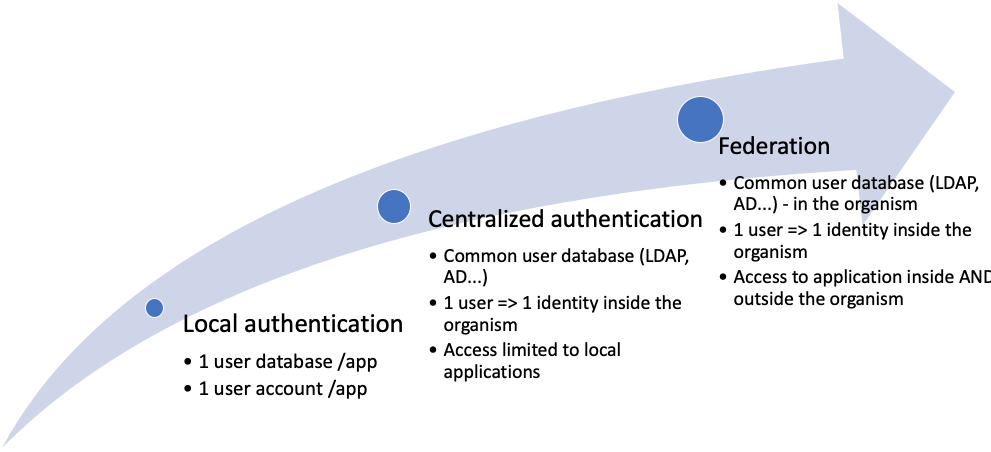 Local authentication
• 1 user database /app
• 1 user account /app
Centralized authentication
• Common user database (LDAP,
AD...)
• 1 user => 1 identity inside the
organism
• Access limited to local
applications
Federation
• Common user database (LDAP,
AD...) - in the organism
• 1 user => 1 identity inside the
organism
• Access to application inside AND
outside the organism